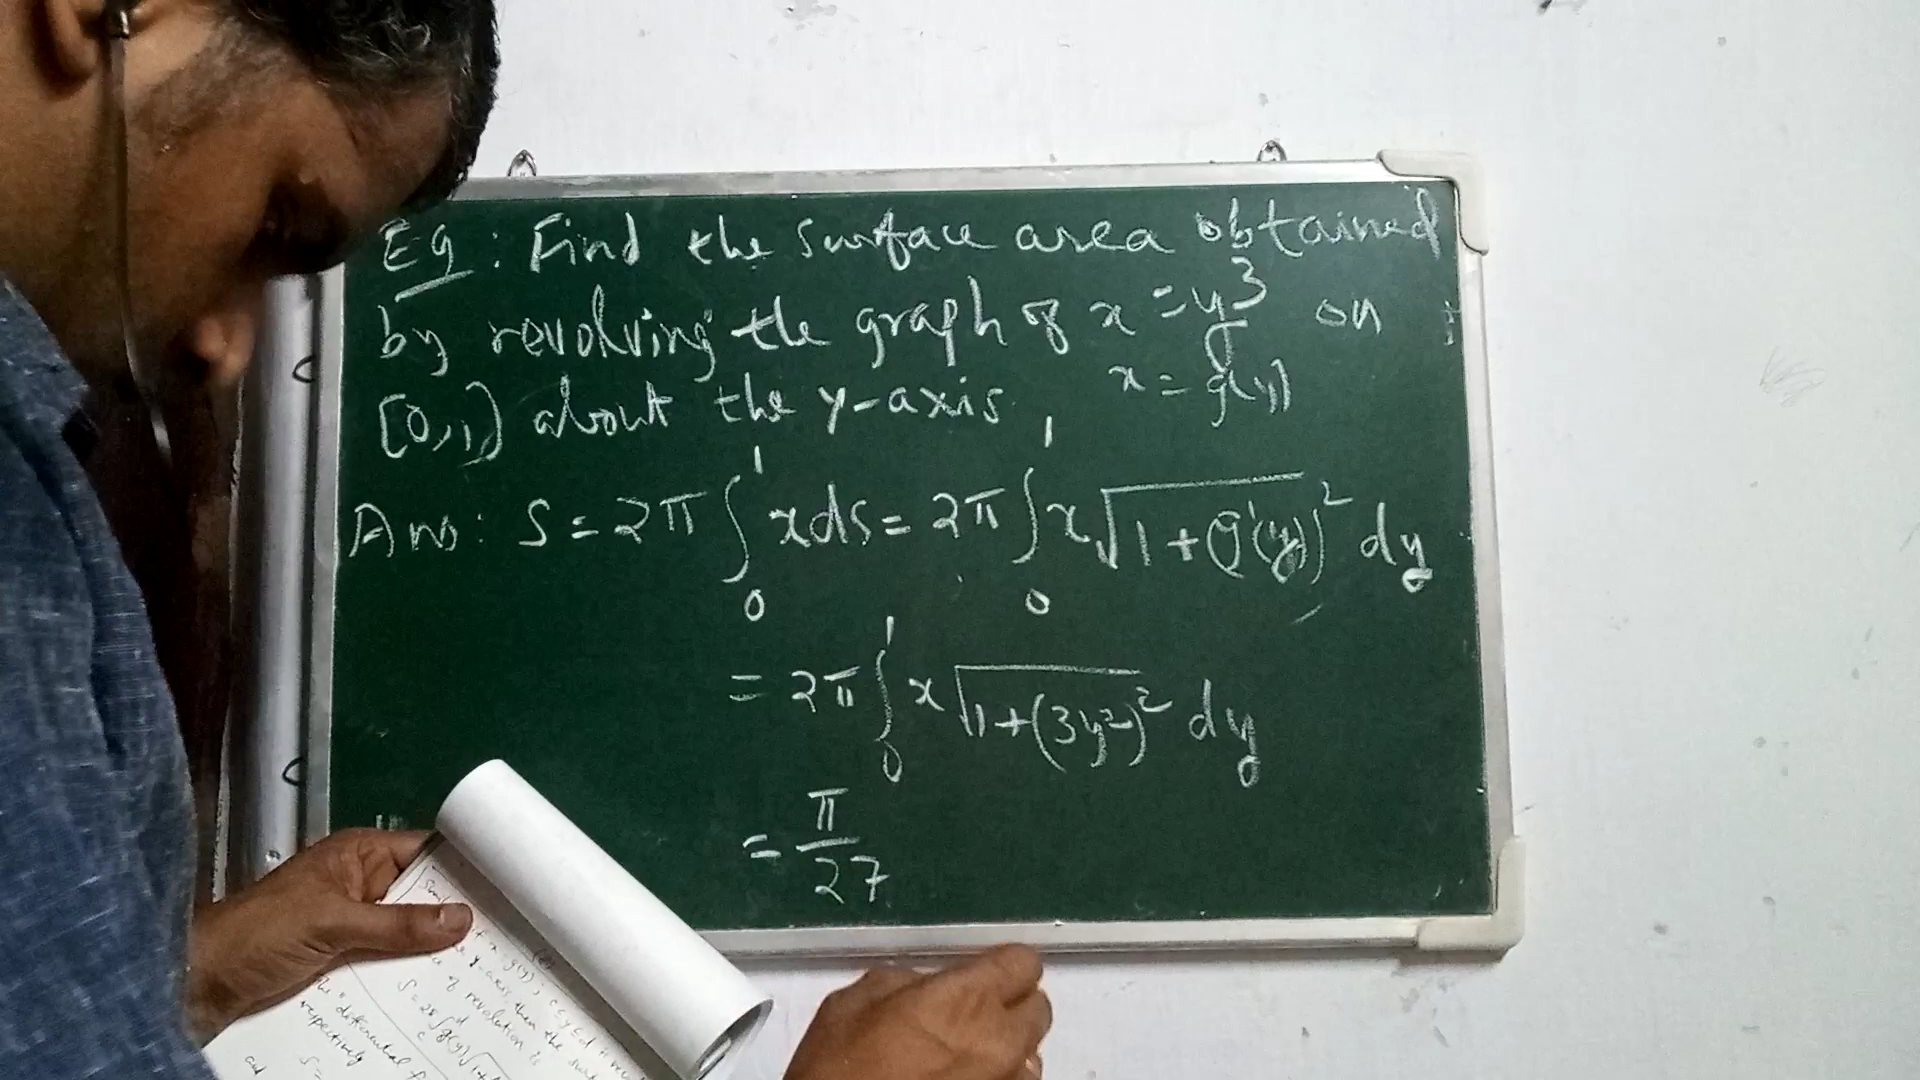 Eg: Find the surface area obtained
by revolving the graph of x = y³ on
[0,1] about the y-axis. x = g(y)
Ans: S = 2π ∫₀¹ x ds = 2π ∫₀¹ x √(1+(g'(y))² dy
= 2π ∫₀¹ x √(1+(3y²)² dy
= π/27